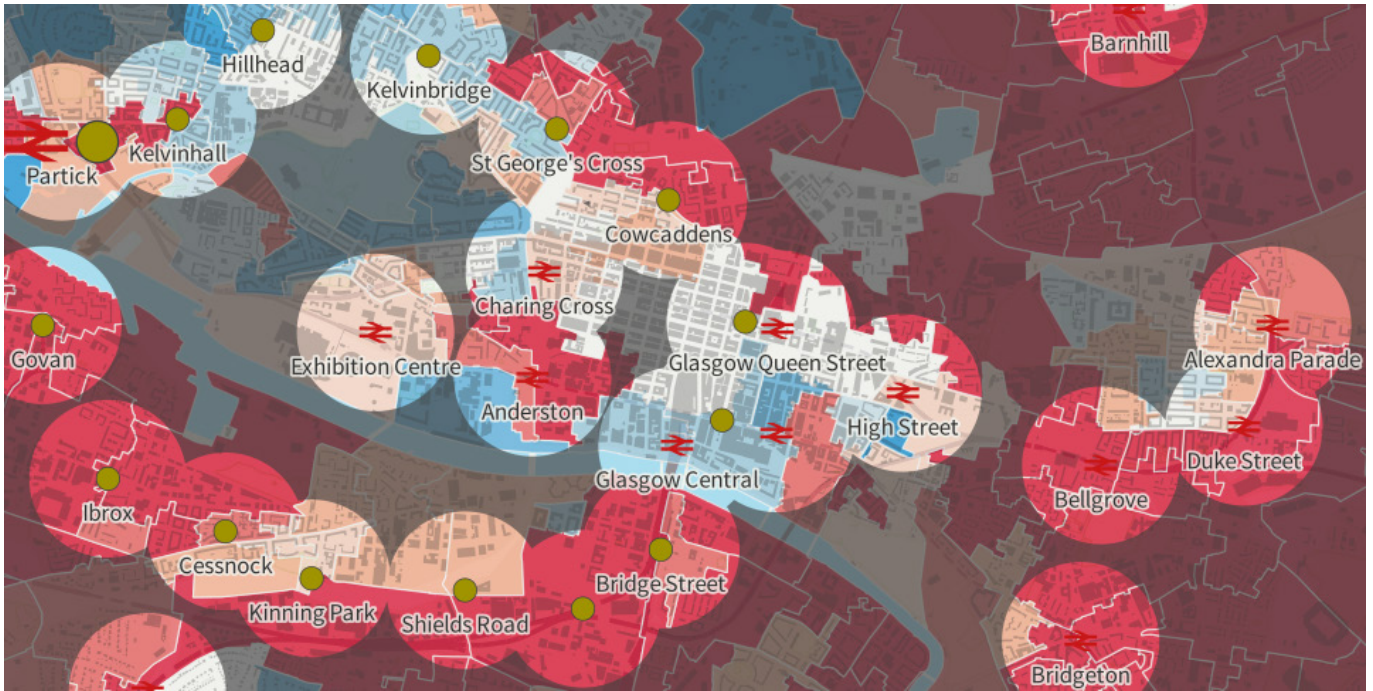 Barnhill
Hillhead
Kelvinbridge
Kelvinhall
St George's Cross
Partick
Cowcaddens
Charing Cross
Govan
Exhibition Centre
Glasgow Queen Street
Alexandra Parade
Anderston
High Street
Glasgow Central
Duke Street
Bellgrove
Ibrox
Cessnock
Bridge Street
Kinning Park
Shields Road
Bridgeton